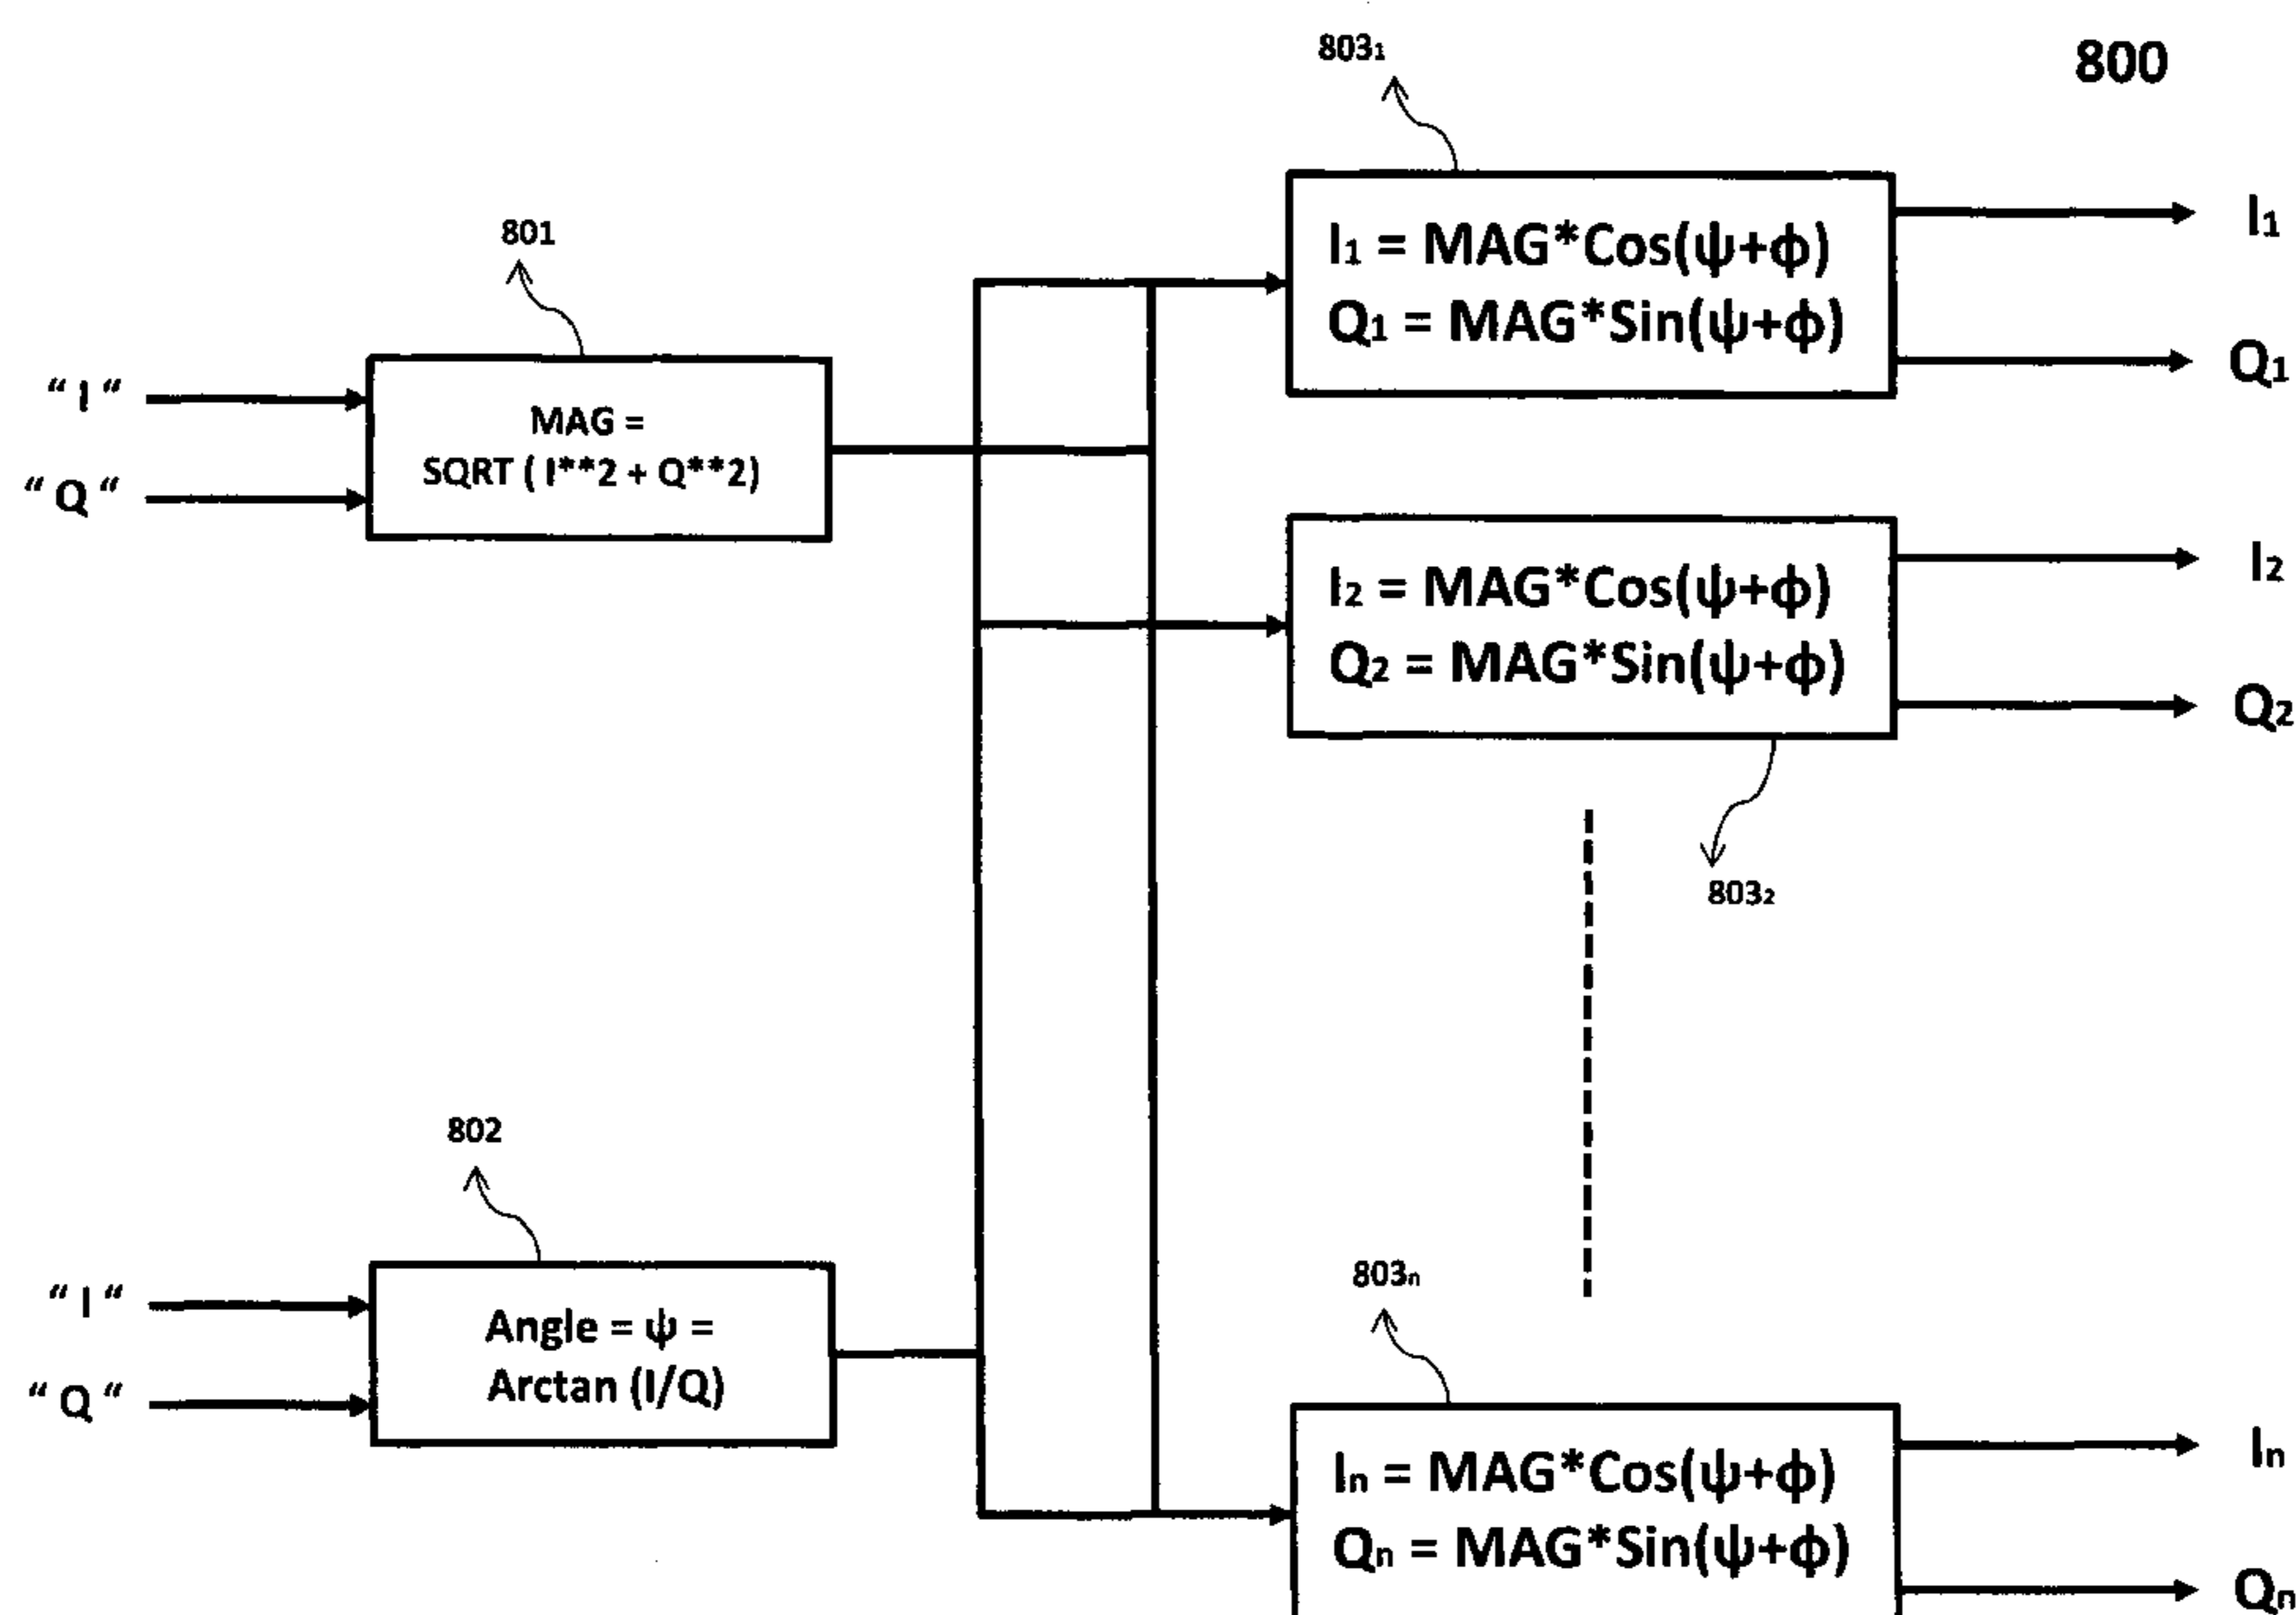 800
803₁
I₁ = MAG*Cos(ψ+ϕ)
Q₁ = MAG*Sin(ψ+ϕ)
I₁
Q₁
801
“ I “
“ Q “
MAG =
SQRT ( I**2 + Q**2)
I₂ = MAG*Cos(ψ+ϕ)
Q₂ = MAG*Sin(ψ+ϕ)
I₂
Q₂
803₂
802
“ I “
“ Q “
Angle = ψ =
Arctan (I/Q)
803ₙ
Iₙ = MAG*Cos(ψ+ϕ)
Qₙ = MAG*Sin(ψ+ϕ)
Iₙ
Qₙ